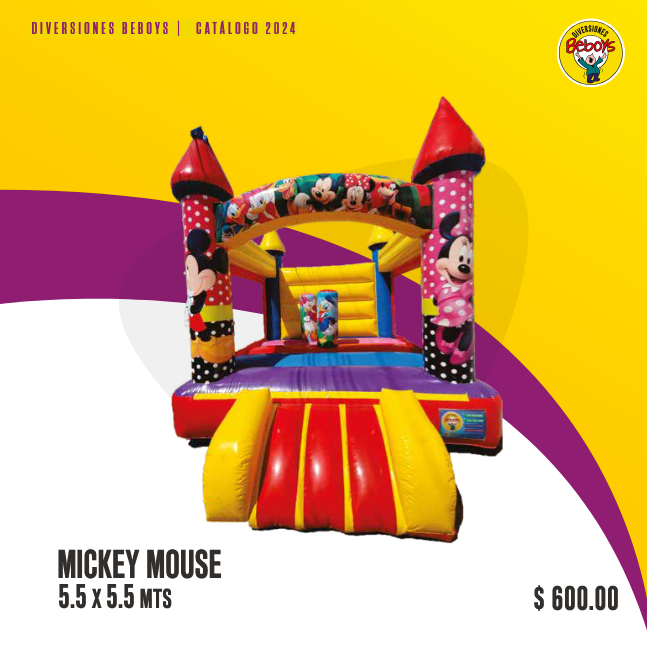 DIVERSIONES BEBOYS | CATÁLOGO 2024
DIVERSIONES
Beboys
MICKEY MOUSE
5.5 X 5.5 MTS
$ 600.00